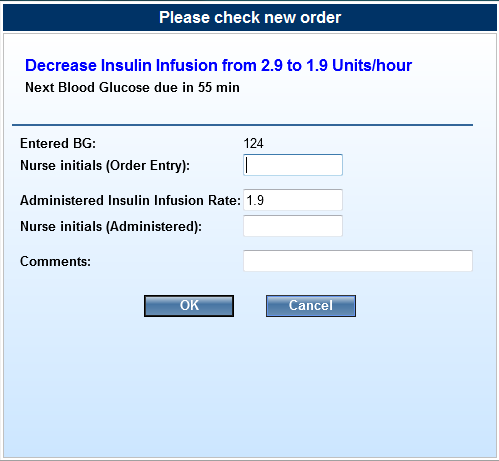 Please check new order
Decrease Insulin Infusion from 2.9 to 1.9 Units/hour
Next Blood Glucose due in 55 min
Entered BG: 124
Nurse initials (Order Entry):
Administered Insulin Infusion Rate: 1.9
Nurse initials (Administered):
Comments:
OK Cancel